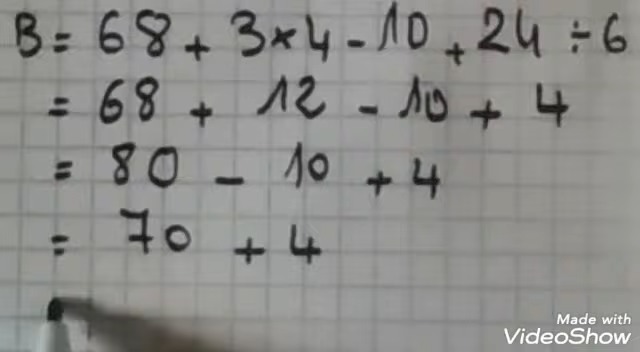 B = 68 + 3 × 4 - 10 + 24 ÷ 6
= 68 + 12 - 10 + 4
= 80 - 10 + 4
= 70 + 4
Made with
VideoShow